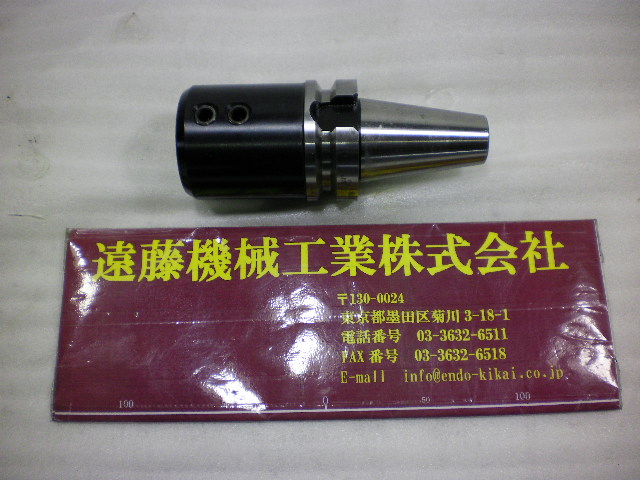 遠藤機械工業株式会社
〒130-0024
東京都墨田区菊川 3-18-1
電話番号 03-3632-6511
FAX 番号 03-3632-6518
E-mail info@endo-kikai.co.jp
100 0 50 100